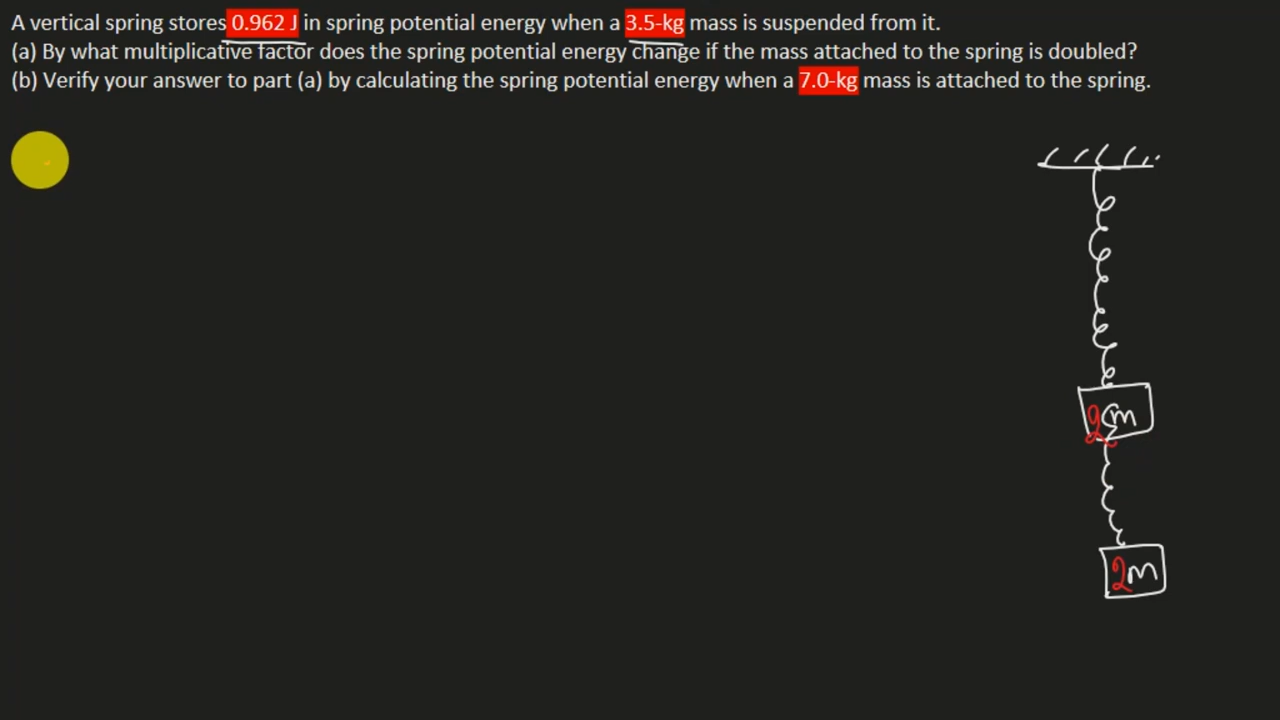 A vertical spring stores 0.962 J in spring potential energy when a 3.5-kg mass is suspended from it.
(a) By what multiplicative factor does the spring potential energy change if the mass attached to the spring is doubled?
(b) Verify your answer to part (a) by calculating the spring potential energy when a 7.0-kg mass is attached to the spring.
m
2m